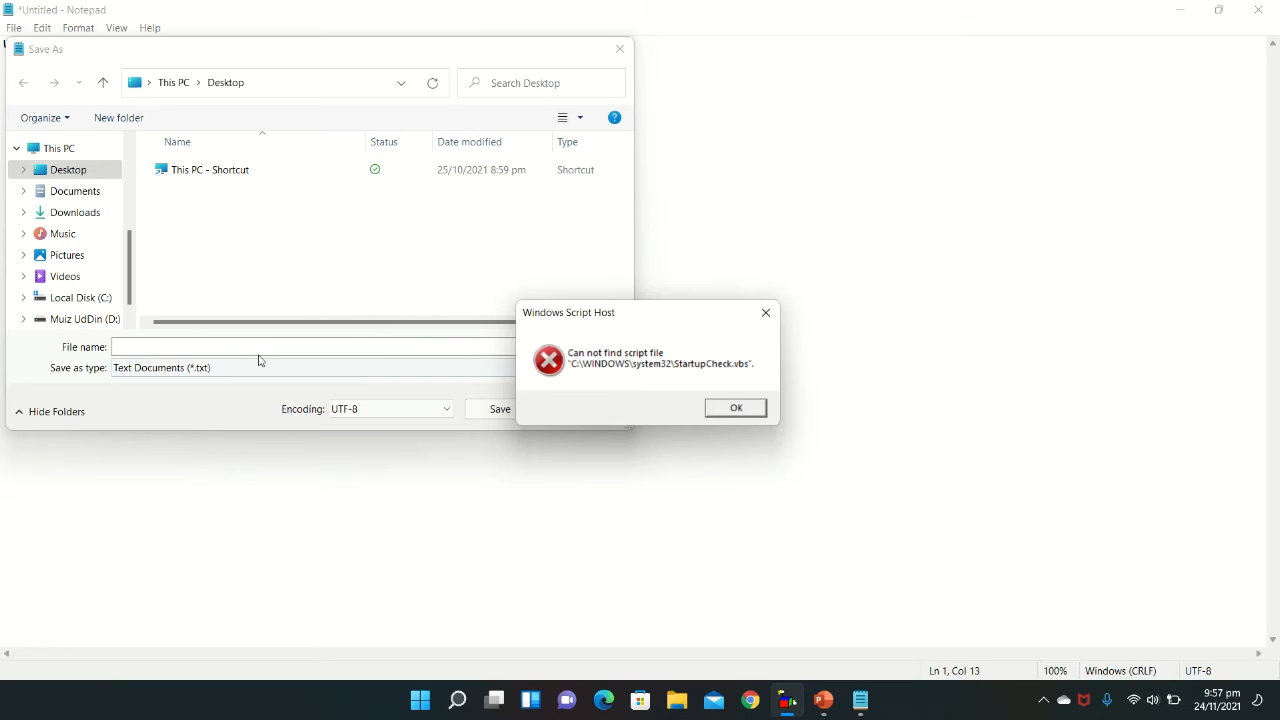 *Untitled - Notepad
File Edit Format View Help
Save As
This PC > Desktop
Search Desktop
Organize New folder
Name Status Date modified Type
This PC
Desktop
Documents
Downloads
Music
Pictures
Videos
Local Disk (C:)
Muiz UdDin (D:)
This PC - Shortcut 25/10/2021 8:59 pm Shortcut
File name:
Save as type: Text Documents (*.txt)
Hide Folders
Encoding: UTF-8 Save
Windows Script Host
Can not find script file
"C:\WINDOWS\system32\StartupCheck.vbs".
OK
Ln 1, Col 13 100% Windows (CRLF) UTF-8
9:57 pm
24/11/2021